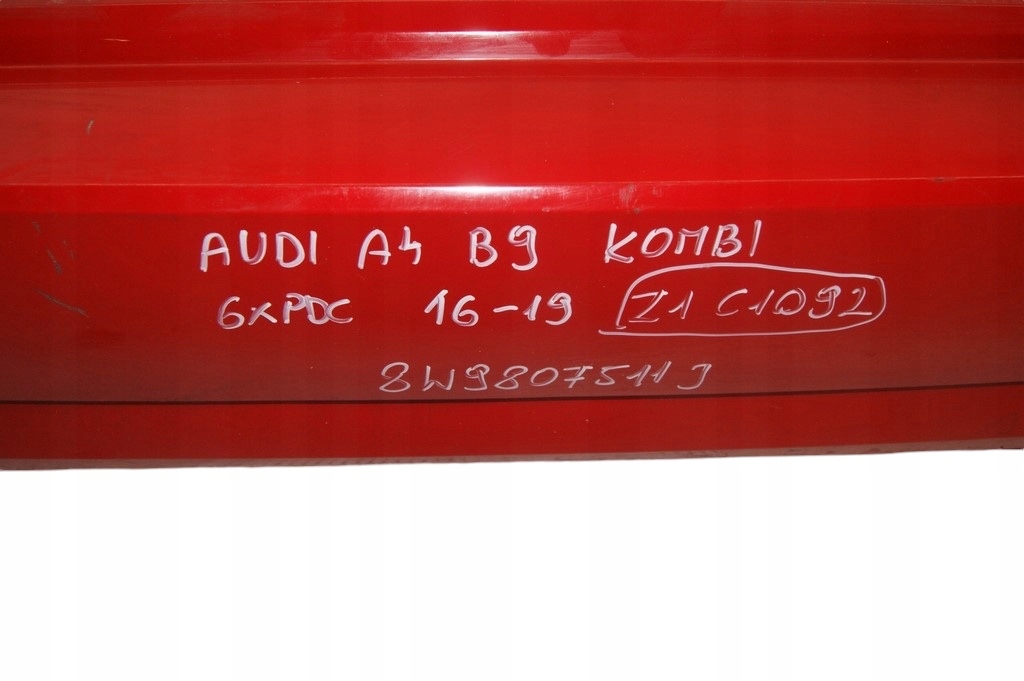 AUDI A4 B9 KOMBI
6xPDC 16-19 Z1 C1092
8W9807511J